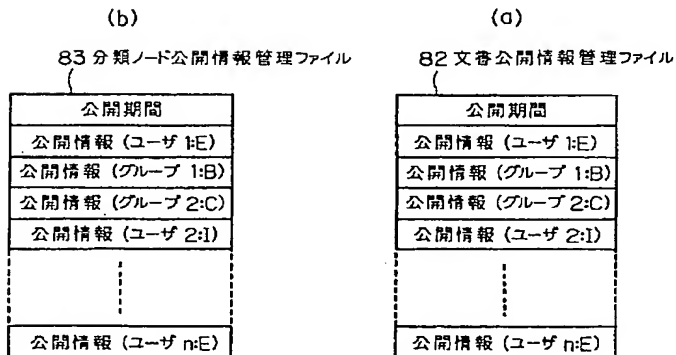 (b)
83 分類ノード公開情報管理ファイル
公開期間
公開情報 (ユーザ 1:E)
公開情報 (グループ 1:B)
公開情報 (グループ 2:C)
公開情報 (ユーザ 2:I)
公開情報 (ユーザ n:E)
(a)
82 文書公開情報管理ファイル
公開期間
公開情報 (ユーザ 1:E)
公開情報 (グループ 1:B)
公開情報 (グループ 2:C)
公開情報 (ユーザ 2:I)
公開情報 (ユーザ n:E)